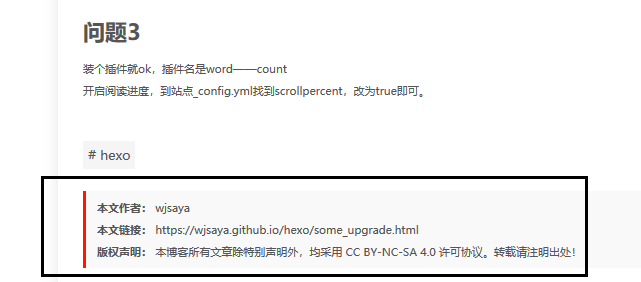 问题3
装个插件就ok，插件名是word——count
开启阅读进度，到站点_config.yml找到scrollpercent，改为true即可。
# hexo
本文作者： wjsaya
本文链接： https://wjsaya.github.io/hexo/some_upgrade.html
版权声明： 本博客所有文章除特别声明外，均采用 CC BY-NC-SA 4.0 许可协议。转载请注明出处！